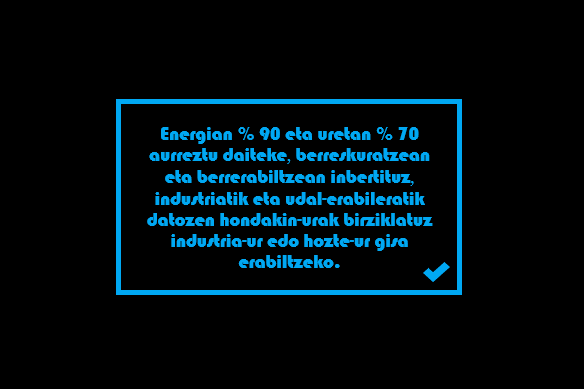 Energian % 90 eta uretan % 70
aurreztu daiteke, berreskuratzean
eta berrerabiltzean inbertituz,
industriatik eta udal-erabileratik
datozen hondakin-urak birziklatuz
industria-ur edo hozte-ur gisa
erabiltzeko.